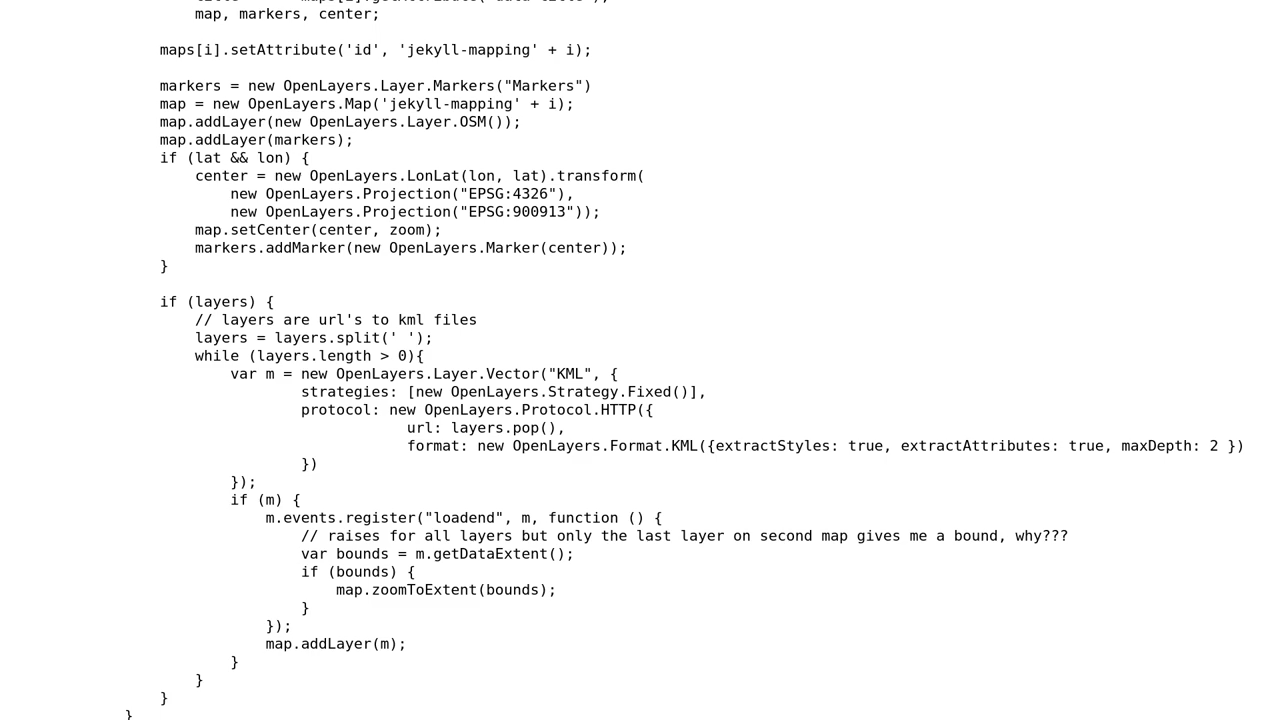 map, markers, center;
maps[i].setAttribute('id', 'jekyll-mapping' + i);
markers = new OpenLayers.Layer.Markers("Markers")
map = new OpenLayers.Map('jekyll-mapping' + i);
map.addLayer(new OpenLayers.Layer.OSM());
map.addLayer(markers);
if (lat && lon) {
center = new OpenLayers.LonLat(lon, lat).transform(
new OpenLayers.Projection("EPSG:4326"),
new OpenLayers.Projection("EPSG:900913"));
map.setCenter(center, zoom);
markers.addMarker(new OpenLayers.Marker(center));
}
if (layers) {
// layers are url's to kml files
layers = layers.split(' ');
while (layers.length > 0){
var m = new OpenLayers.Layer.Vector("KML", {
strategies: [new OpenLayers.Strategy.Fixed()],
protocol: new OpenLayers.Protocol.HTTP({
url: layers.pop(),
format: new OpenLayers.Format.KML({extractStyles: true, extractAttributes: true, maxDepth: 2 })
})
});
if (m) {
m.events.register("loadend", m, function () {
// raises for all layers but only the last layer on second map gives me a bound, why???
var bounds = m.getDataExtent();
if (bounds) {
map.zoomToExtent(bounds);
}
});
map.addLayer(m);
}
}
}
}